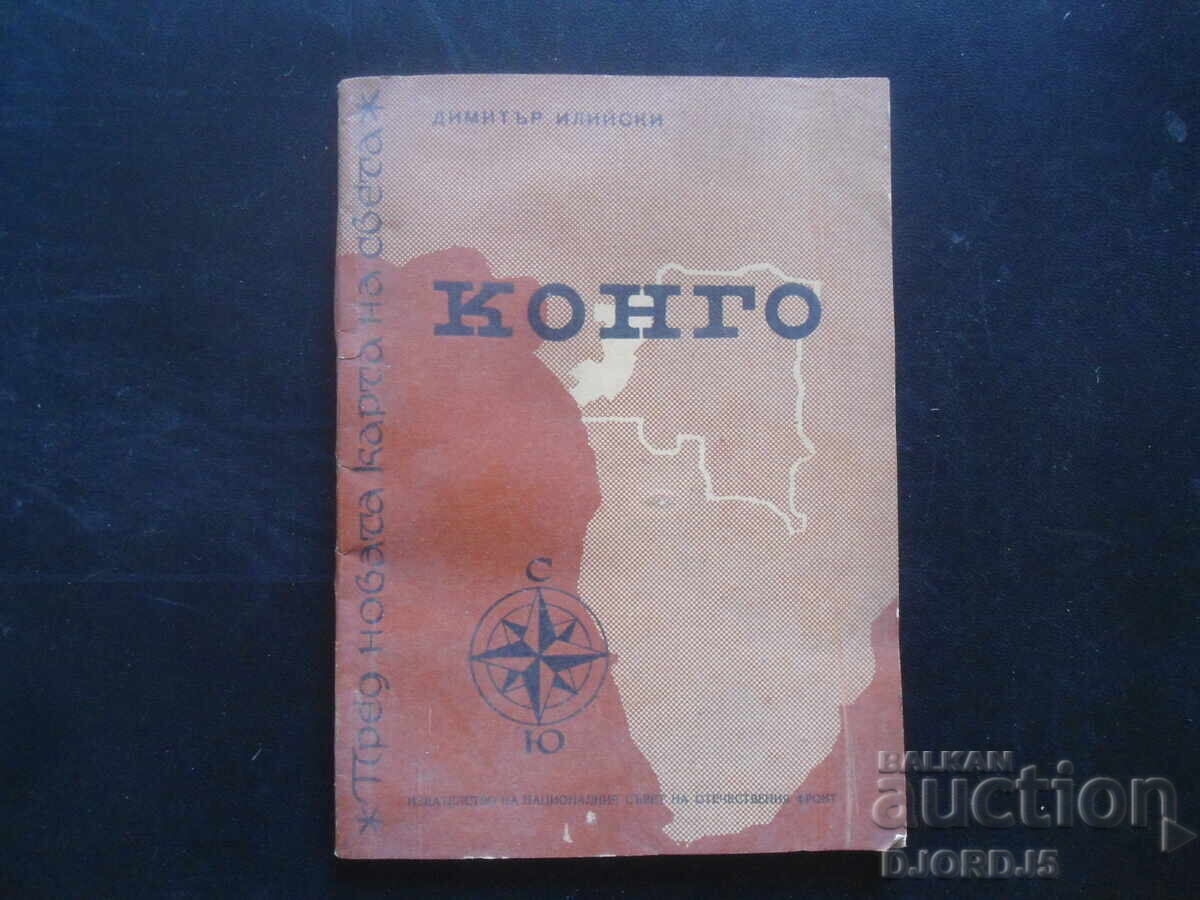 ДИМИТЪР ИЛИЙСКИ
* Пред новата карта на света *
КОНГО
С
Ю
ИЗДАТЕЛСТВО НА НАЦИОНАЛНИЯ СЪВЕТ НА ОТЕЧЕСТВЕНИЯ ФРОНТ
BALKAN
auction
DJORDJ5